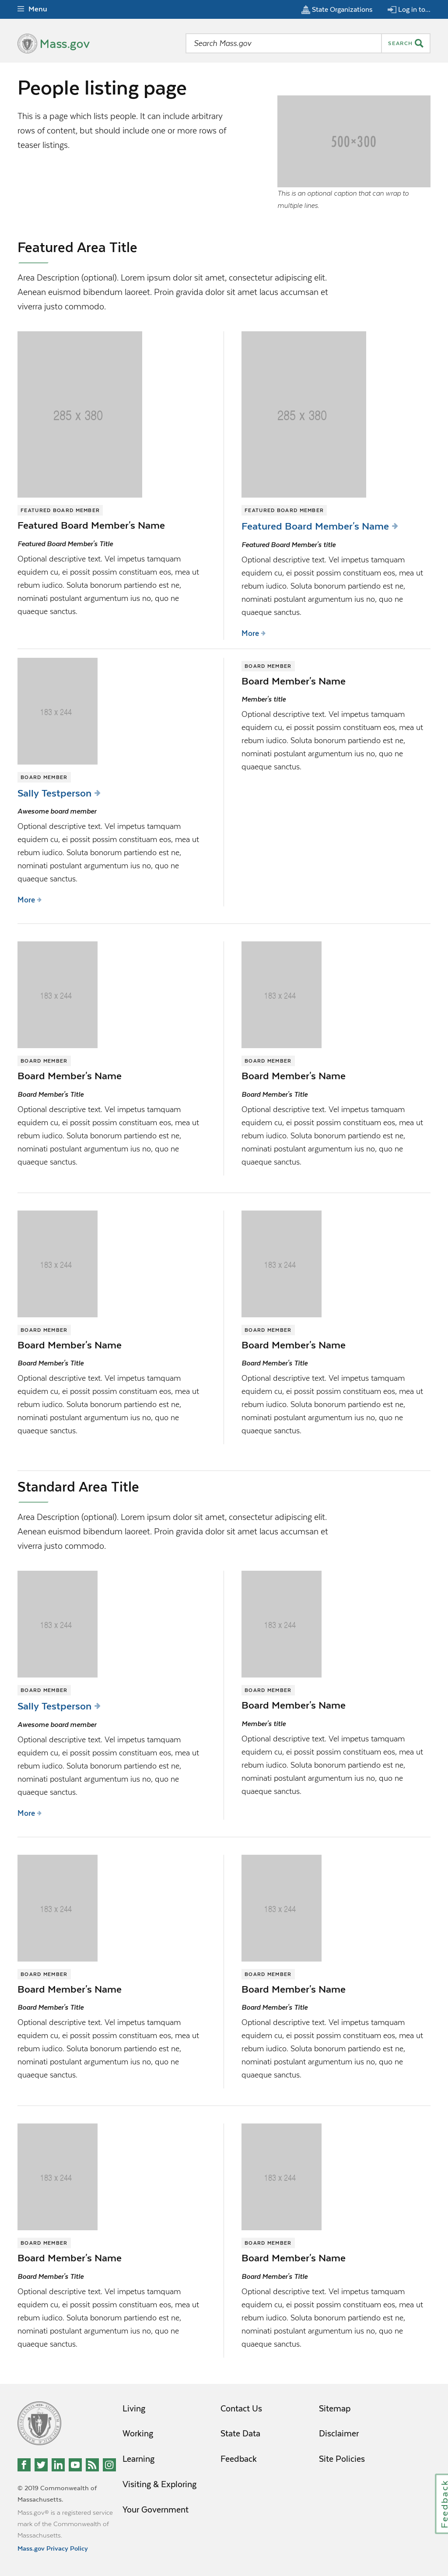 Menu
State Organizations
Log in to...
Mass.gov
Search Mass.gov
SEARCH
People listing page
This is a page which lists people. It can include arbitrary
rows of content, but should include one or more rows of
teaser listings.
500×300
This is an optional caption that can wrap to
multiple lines.
Featured Area Title
Area Description (optional). Lorem ipsum dolor sit amet, consectetur adipiscing elit.
Aenean euismod bibendum laoreet. Proin gravida dolor sit amet lacus accumsan et
viverra justo commodo.
285 x 380
FEATURED BOARD MEMBER
Featured Board Member's Name
Featured Board Member's Title
Optional descriptive text. Vel impetus tamquam
equidem cu, ei possit possim constituam eos, mea ut
rebum iudico. Soluta bonorum partiendo est ne,
nominati postulant argumentum ius no, quo ne
quaeque sanctus.
285 x 380
FEATURED BOARD MEMBER
Featured Board Member's Name
Featured Board Member's title
Optional descriptive text. Vel impetus tamquam
equidem cu, ei possit possim constituam eos, mea ut
rebum iudico. Soluta bonorum partiendo est ne,
nominati postulant argumentum ius no, quo ne
quaeque sanctus.
More
183 x 244
BOARD MEMBER
Sally Testperson
Awesome board member
Optional descriptive text. Vel impetus tamquam
equidem cu, ei possit possim constituam eos, mea ut
rebum iudico. Soluta bonorum partiendo est ne,
nominati postulant argumentum ius no, quo ne
quaeque sanctus.
More
BOARD MEMBER
Board Member's Name
Member's title
Optional descriptive text. Vel impetus tamquam
equidem cu, ei possit possim constituam eos, mea ut
rebum iudico. Soluta bonorum partiendo est ne,
nominati postulant argumentum ius no, quo ne
quaeque sanctus.
183 x 244
BOARD MEMBER
Board Member's Name
Board Member's Title
Optional descriptive text. Vel impetus tamquam
equidem cu, ei possit possim constituam eos, mea ut
rebum iudico. Soluta bonorum partiendo est ne,
nominati postulant argumentum ius no, quo ne
quaeque sanctus.
183 x 244
BOARD MEMBER
Board Member's Name
Board Member's Title
Optional descriptive text. Vel impetus tamquam
equidem cu, ei possit possim constituam eos, mea ut
rebum iudico. Soluta bonorum partiendo est ne,
nominati postulant argumentum ius no, quo ne
quaeque sanctus.
183 x 244
BOARD MEMBER
Board Member's Name
Board Member's Title
Optional descriptive text. Vel impetus tamquam
equidem cu, ei possit possim constituam eos, mea ut
rebum iudico. Soluta bonorum partiendo est ne,
nominati postulant argumentum ius no, quo ne
quaeque sanctus.
183 x 244
BOARD MEMBER
Board Member's Name
Board Member's Title
Optional descriptive text. Vel impetus tamquam
equidem cu, ei possit possim constituam eos, mea ut
rebum iudico. Soluta bonorum partiendo est ne,
nominati postulant argumentum ius no, quo ne
quaeque sanctus.
Standard Area Title
Area Description (optional). Lorem ipsum dolor sit amet, consectetur adipiscing elit.
Aenean euismod bibendum laoreet. Proin gravida dolor sit amet lacus accumsan et
viverra justo commodo.
183 x 244
BOARD MEMBER
Sally Testperson
Awesome board member
Optional descriptive text. Vel impetus tamquam
equidem cu, ei possit possim constituam eos, mea ut
rebum iudico. Soluta bonorum partiendo est ne,
nominati postulant argumentum ius no, quo ne
quaeque sanctus.
More
183 x 244
BOARD MEMBER
Board Member's Name
Member's title
Optional descriptive text. Vel impetus tamquam
equidem cu, ei possit possim constituam eos, mea ut
rebum iudico. Soluta bonorum partiendo est ne,
nominati postulant argumentum ius no, quo ne
quaeque sanctus.
183 x 244
BOARD MEMBER
Board Member's Name
Board Member's Title
Optional descriptive text. Vel impetus tamquam
equidem cu, ei possit possim constituam eos, mea ut
rebum iudico. Soluta bonorum partiendo est ne,
nominati postulant argumentum ius no, quo ne
quaeque sanctus.
183 x 244
BOARD MEMBER
Board Member's Name
Board Member's Title
Optional descriptive text. Vel impetus tamquam
equidem cu, ei possit possim constituam eos, mea ut
rebum iudico. Soluta bonorum partiendo est ne,
nominati postulant argumentum ius no, quo ne
quaeque sanctus.
183 x 244
BOARD MEMBER
Board Member's Name
Board Member's Title
Optional descriptive text. Vel impetus tamquam
equidem cu, ei possit possim constituam eos, mea ut
rebum iudico. Soluta bonorum partiendo est ne,
nominati postulant argumentum ius no, quo ne
quaeque sanctus.
183 x 244
BOARD MEMBER
Board Member's Name
Board Member's Title
Optional descriptive text. Vel impetus tamquam
equidem cu, ei possit possim constituam eos, mea ut
rebum iudico. Soluta bonorum partiendo est ne,
nominati postulant argumentum ius no, quo ne
quaeque sanctus.
Living
Working
Learning
Visiting & Exploring
Your Government
Contact Us
State Data
Feedback
Sitemap
Disclaimer
Site Policies
© 2019 Commonwealth of
Massachusetts.
Mass.gov® is a registered service
mark of the Commonwealth of
Massachusetts.
Mass.gov Privacy Policy
Feedback